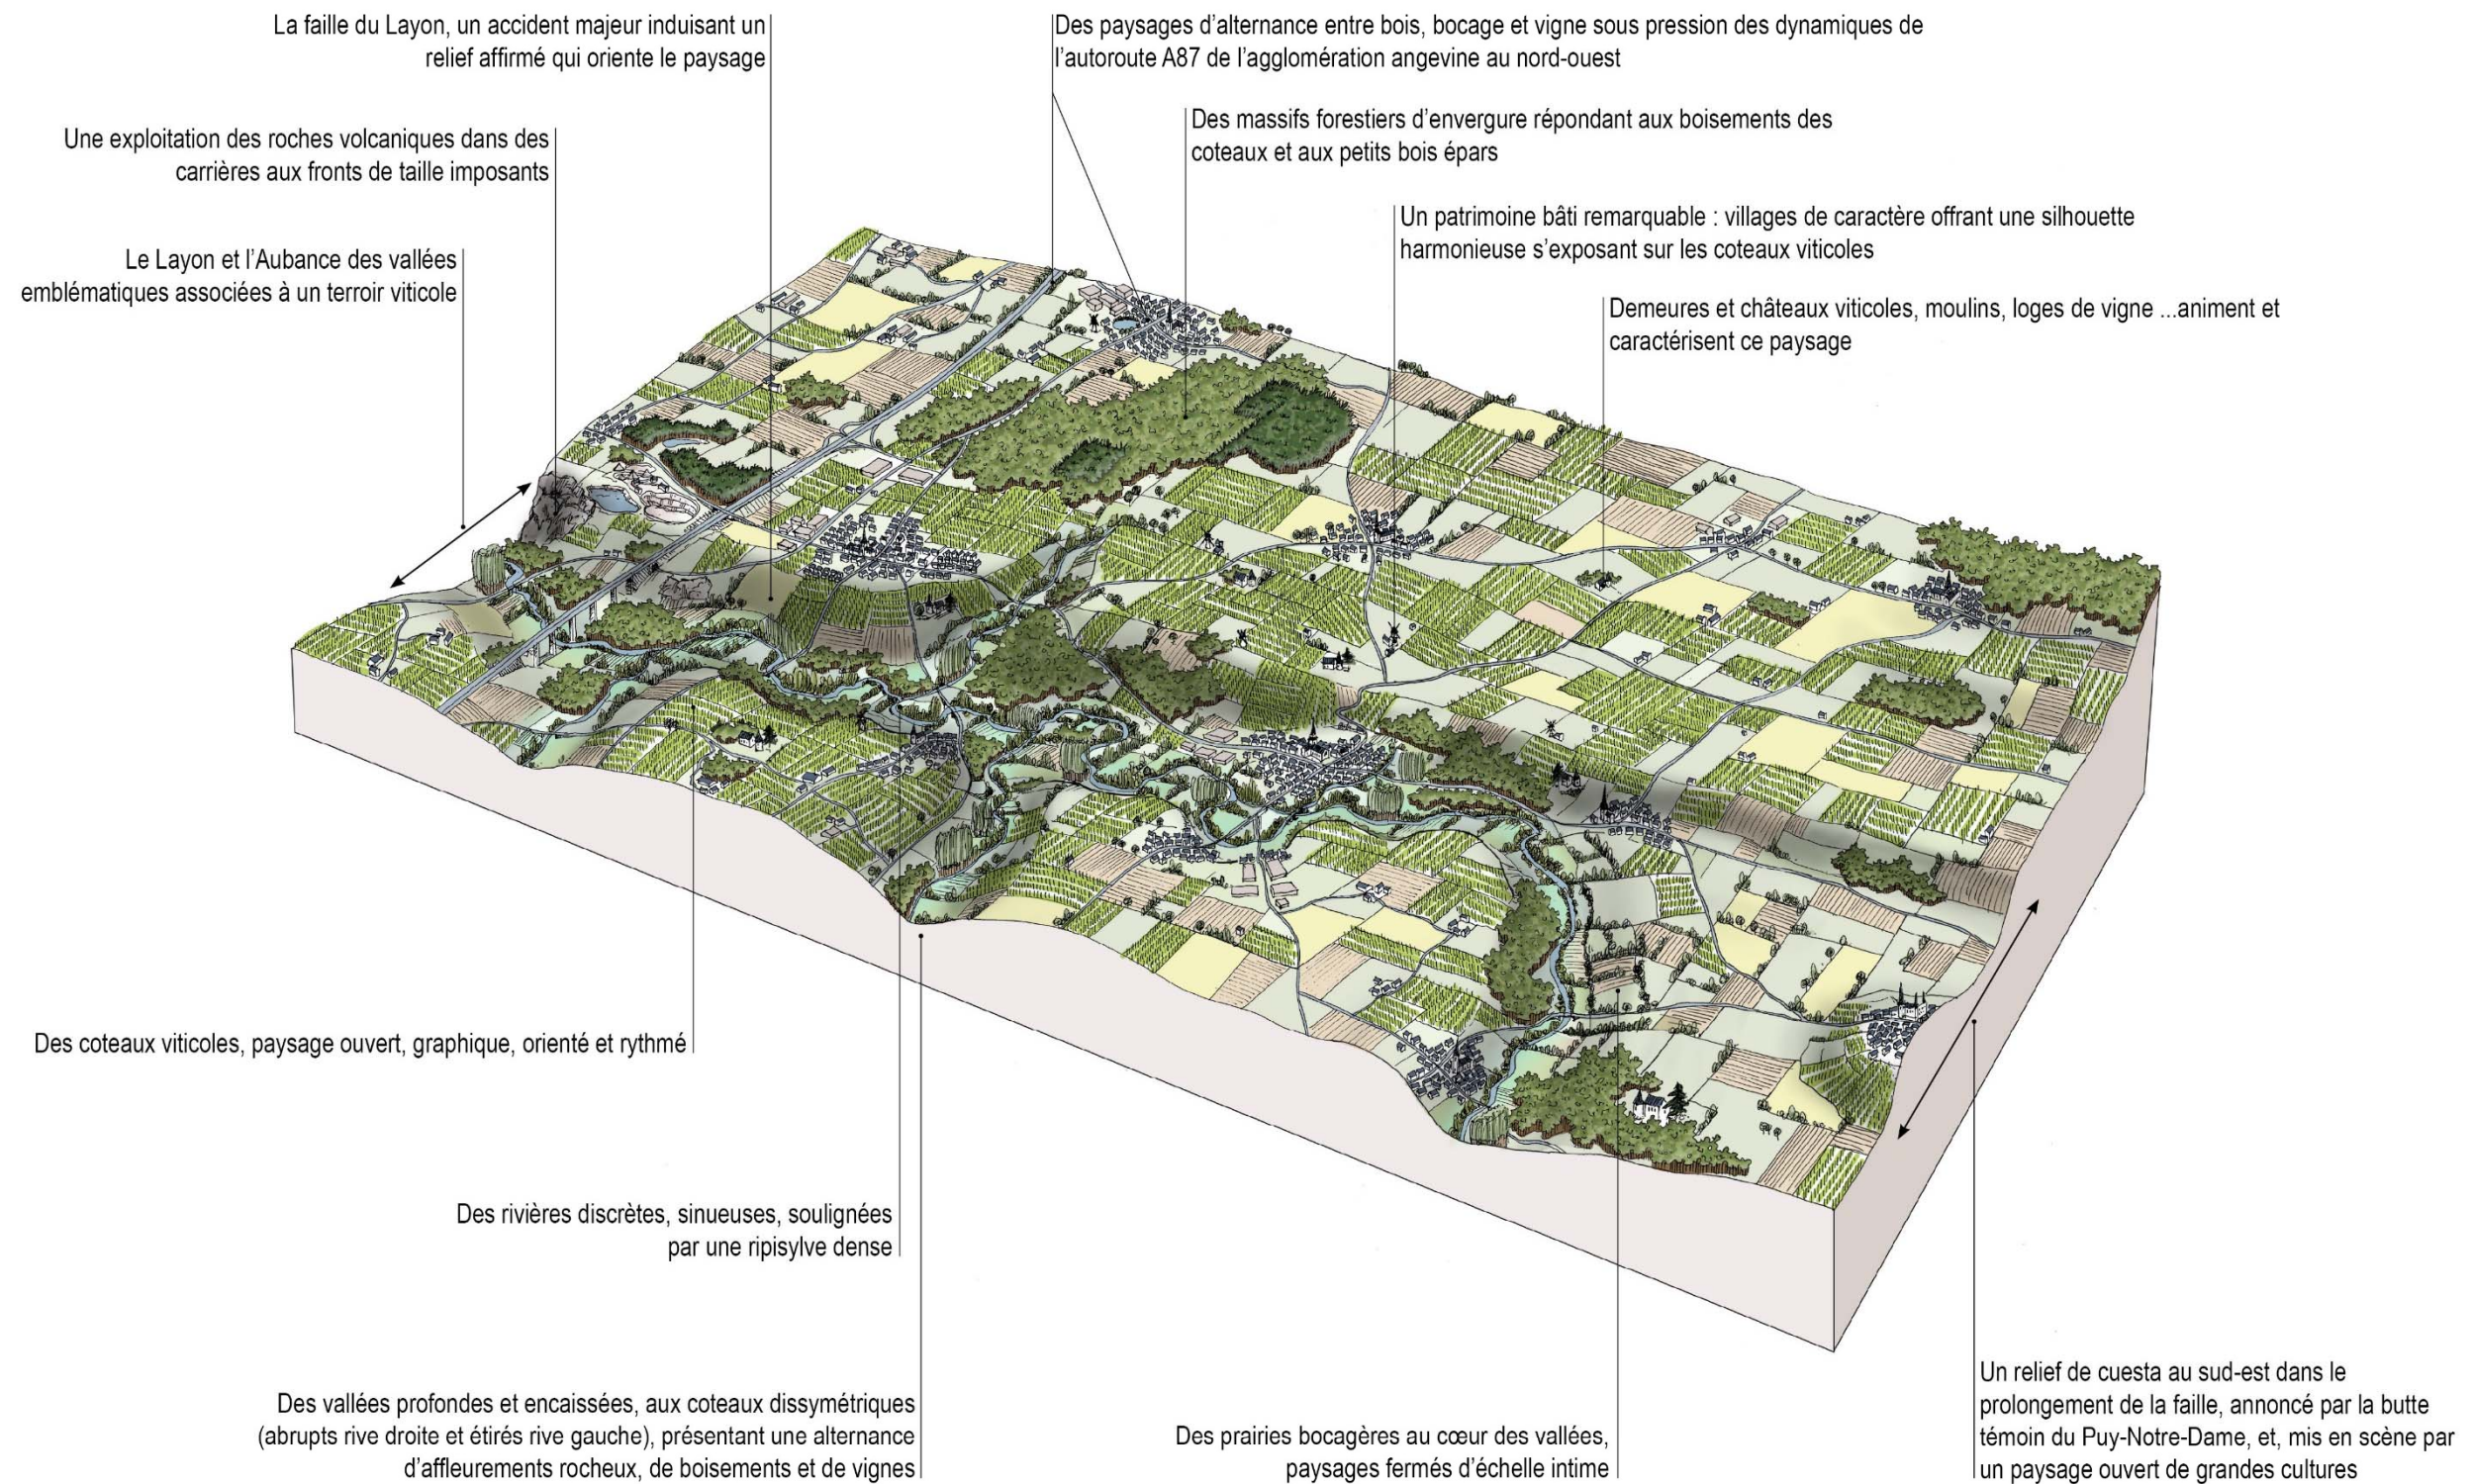 La faille du Layon, un accident majeur induisant un
relief affirmé qui oriente le paysage
Des paysages d’alternance entre bois, bocage et vigne sous pression des dynamiques de
l’autoroute A87 de l’agglomération angevine au nord-ouest
Une exploitation des roches volcaniques dans des
carrières aux fronts de taille imposants
Des massifs forestiers d’envergure répondant aux boisements des
coteaux et aux petits bois épars
Le Layon et l’Aubance des vallées
emblématiques associées à un terroir viticole
Un patrimoine bâti remarquable : villages de caractère offrant une silhouette
harmonieuse s’exposant sur les coteaux viticoles
Demeures et châteaux viticoles, moulins, loges de vigne ...animent et
caractérisent ce paysage
Des coteaux viticoles, paysage ouvert, graphique, orienté et rythmé
Des rivières discrètes, sinueuses, soulignées
par une ripisylve dense
Des vallées profondes et encaissées, aux coteaux dissymétriques
(abrupts rive droite et étirés rive gauche), présentant une alternance
d’affleurements rocheux, de boisements et de vignes
Des prairies bocagères au cœur des vallées,
paysages fermés d’échelle intime
Un relief de cuesta au sud-est dans le
prolongement de la faille, annoncé par la butte
témoin du Puy-Notre-Dame, et, mis en scène par
un paysage ouvert de grandes cultures